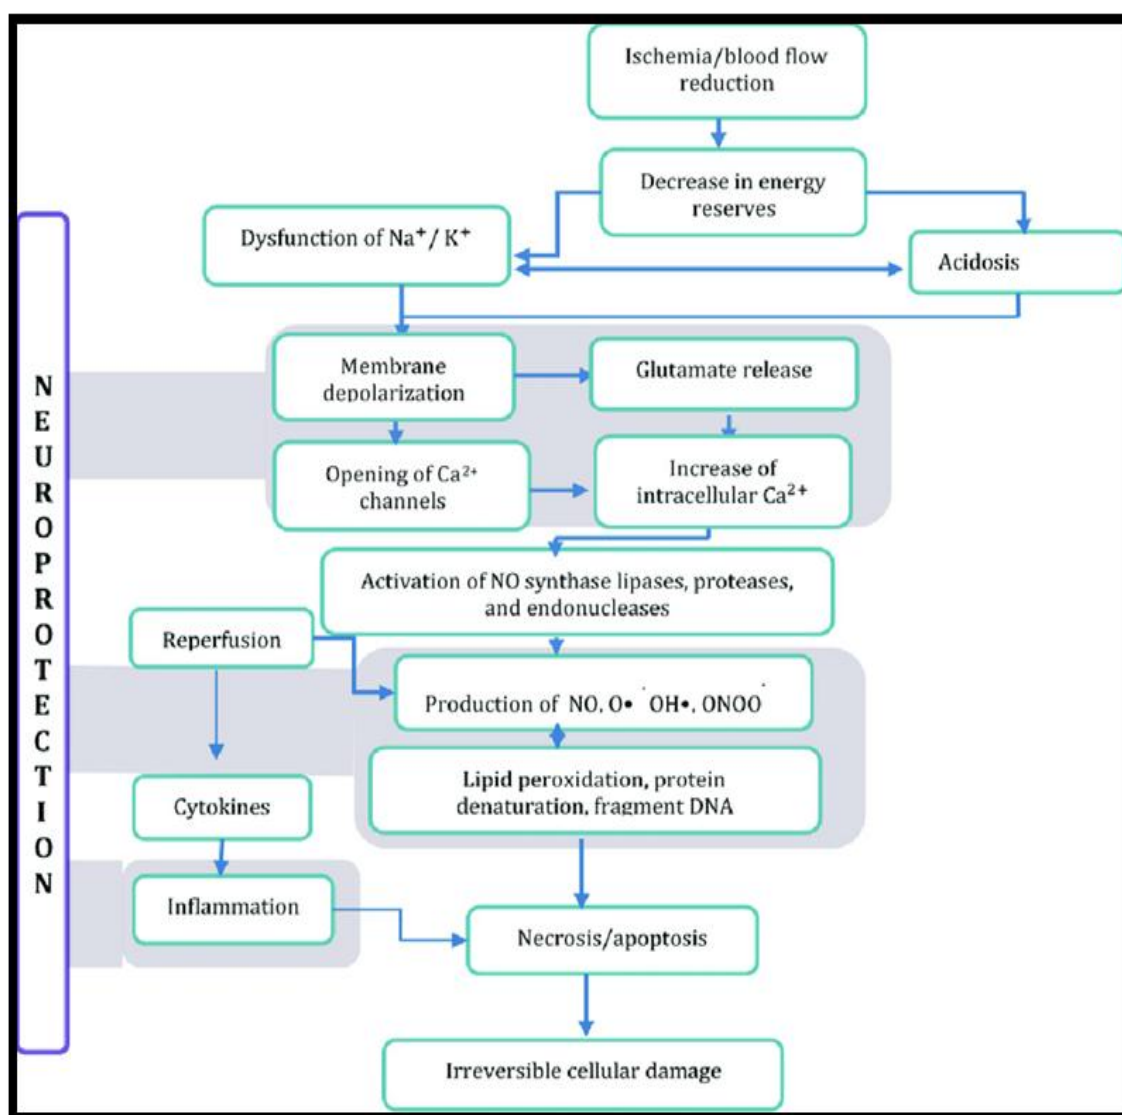 Ischemia/blood flow
reduction
Decrease in energy
reserves
Dysfunction of Na⁺/ K⁺
Acidosis
Membrane
depolarization
Glutamate release
Opening of Ca²⁺
channels
Increase of
intracellular Ca²⁺
Activation of NO synthase lipases, proteases,
and endonucleases
Reperfusion
Production of NO, O• ˙OH•, ONOO˙
Lipid peroxidation, protein
denaturation, fragment DNA
Cytokines
Inflammation
Necrosis/apoptosis
Irreversible cellular damage
NEUROPROTECTION